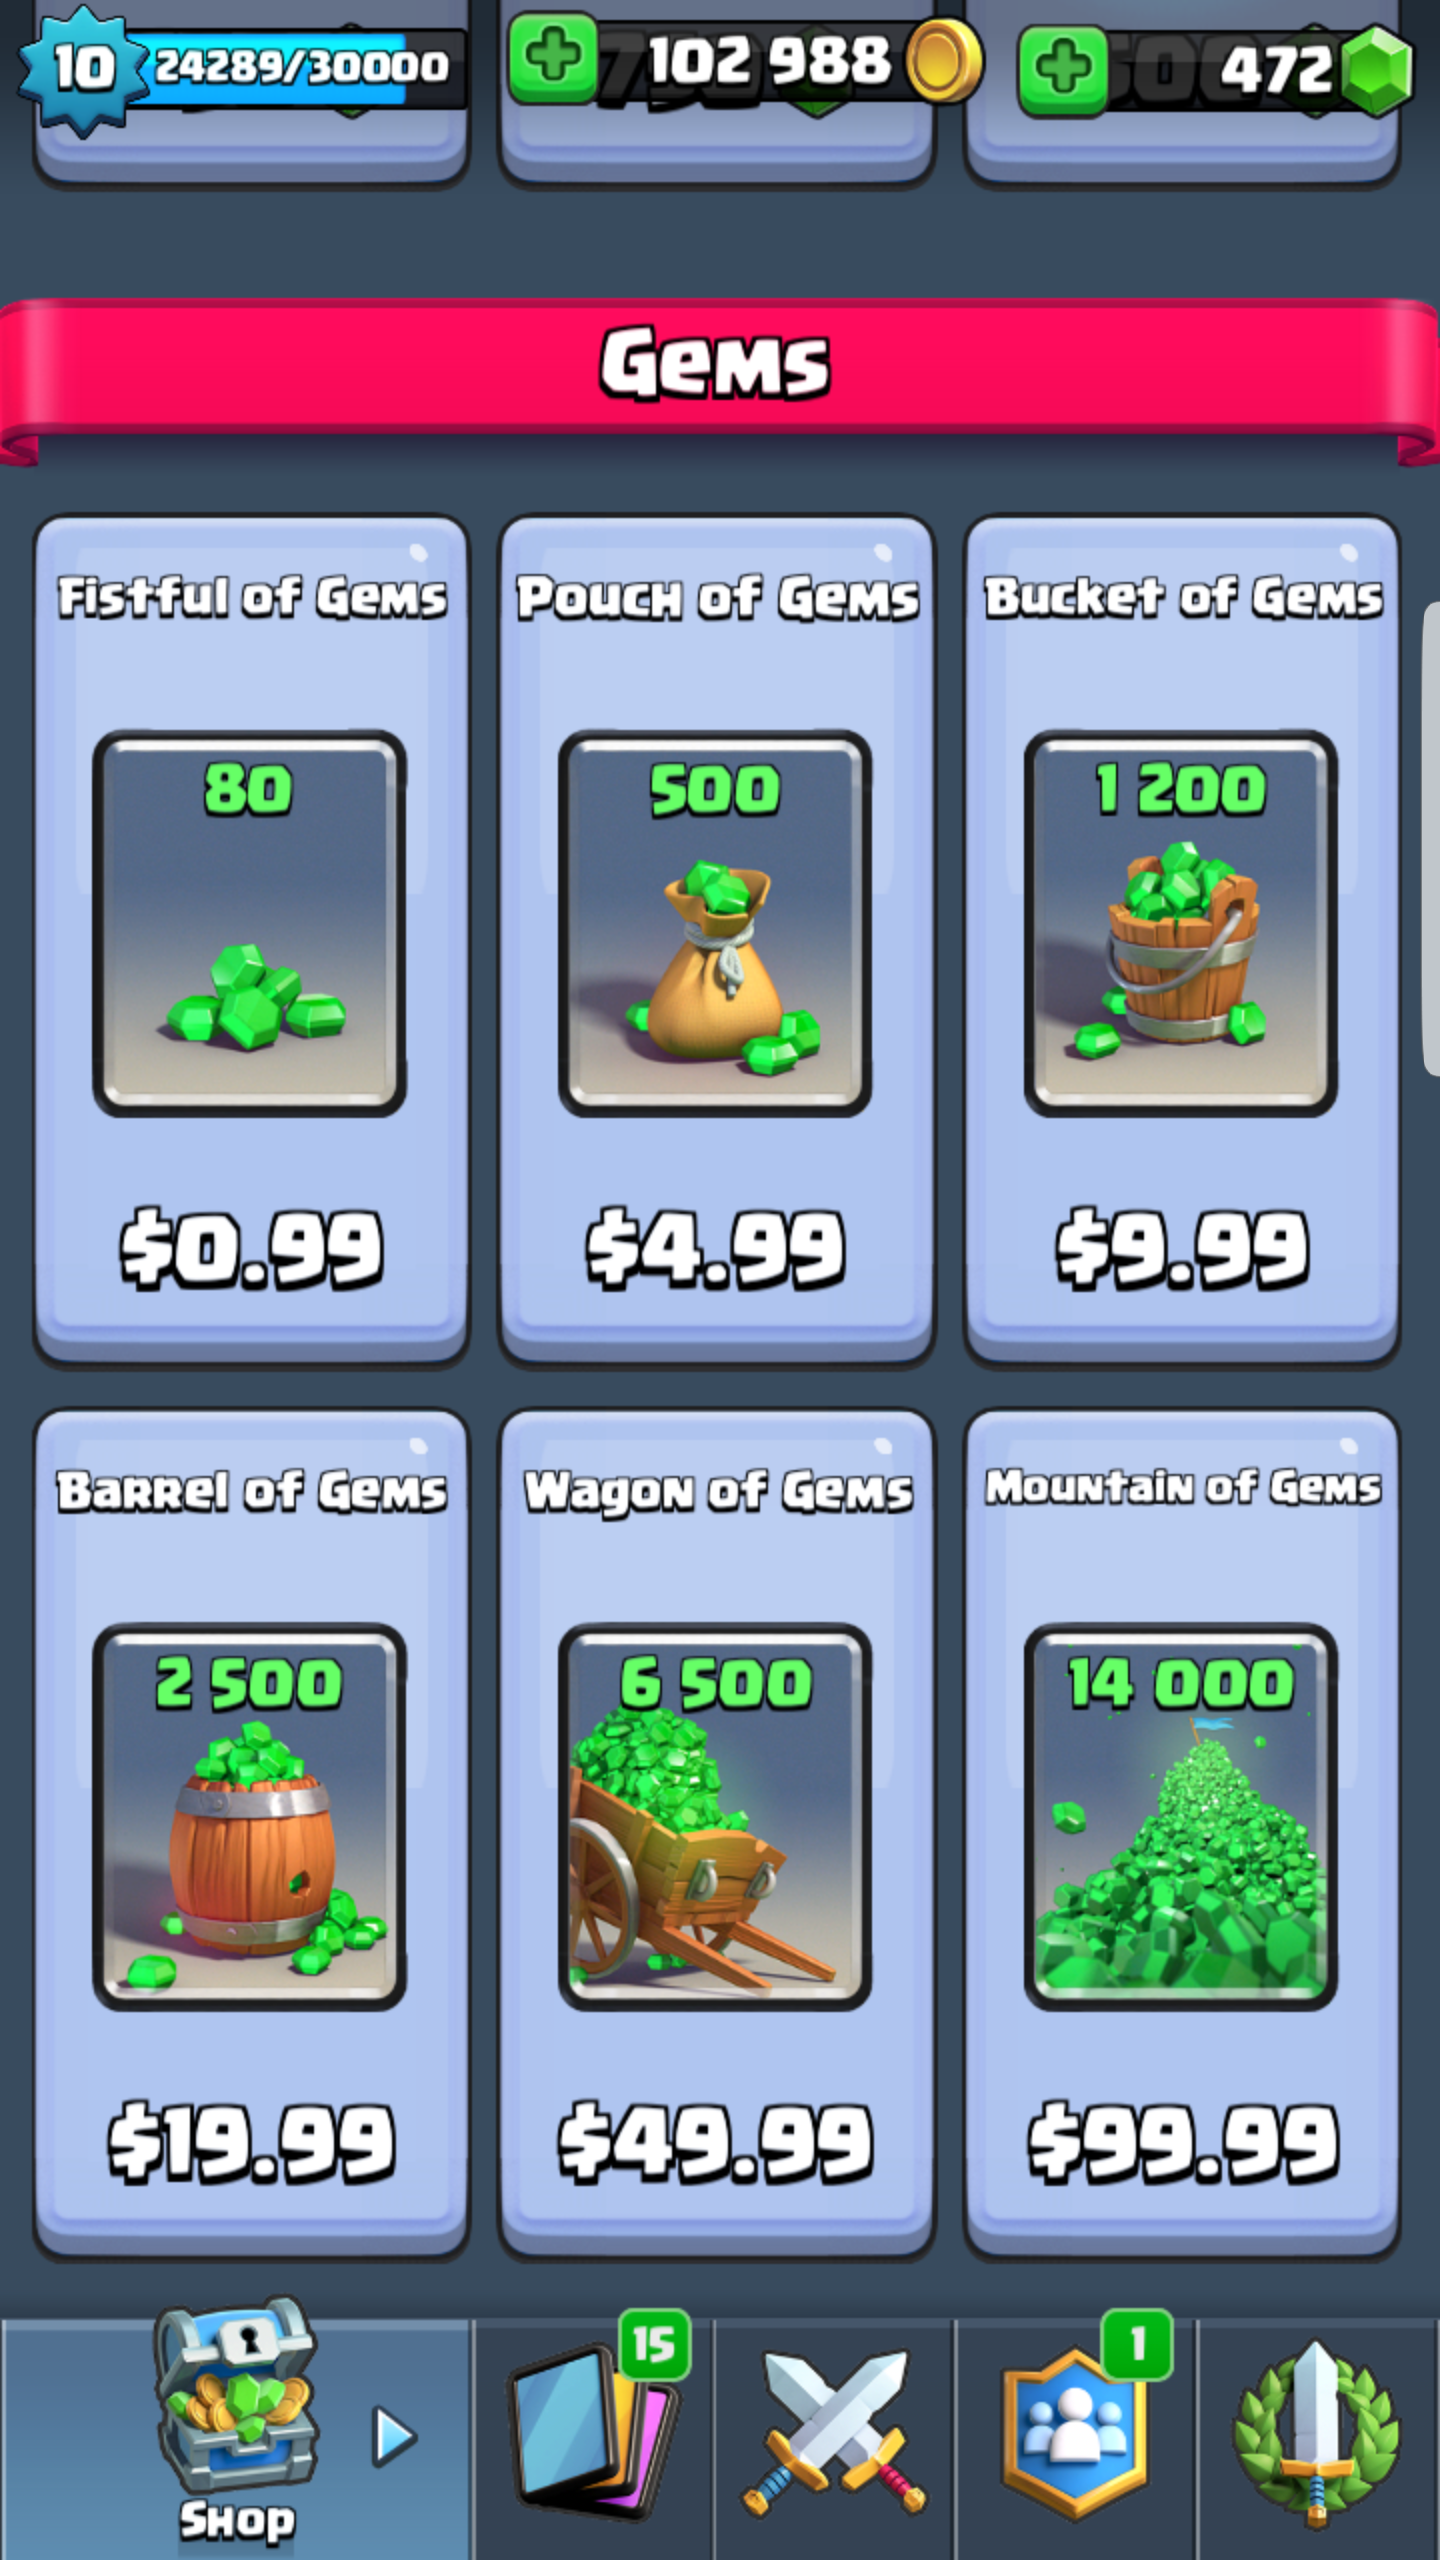 10 24289/30000 102 988 472
Gems
Fistful of Gems Pouch of Gems Bucket of Gems
80 500 1 200
$0.99 $4.99 $9.99
Barrel of Gems Wagon of Gems Mountain of Gems
2 500 6 500 14 000
$19.99 $49.99 $99.99
15 1
Shop